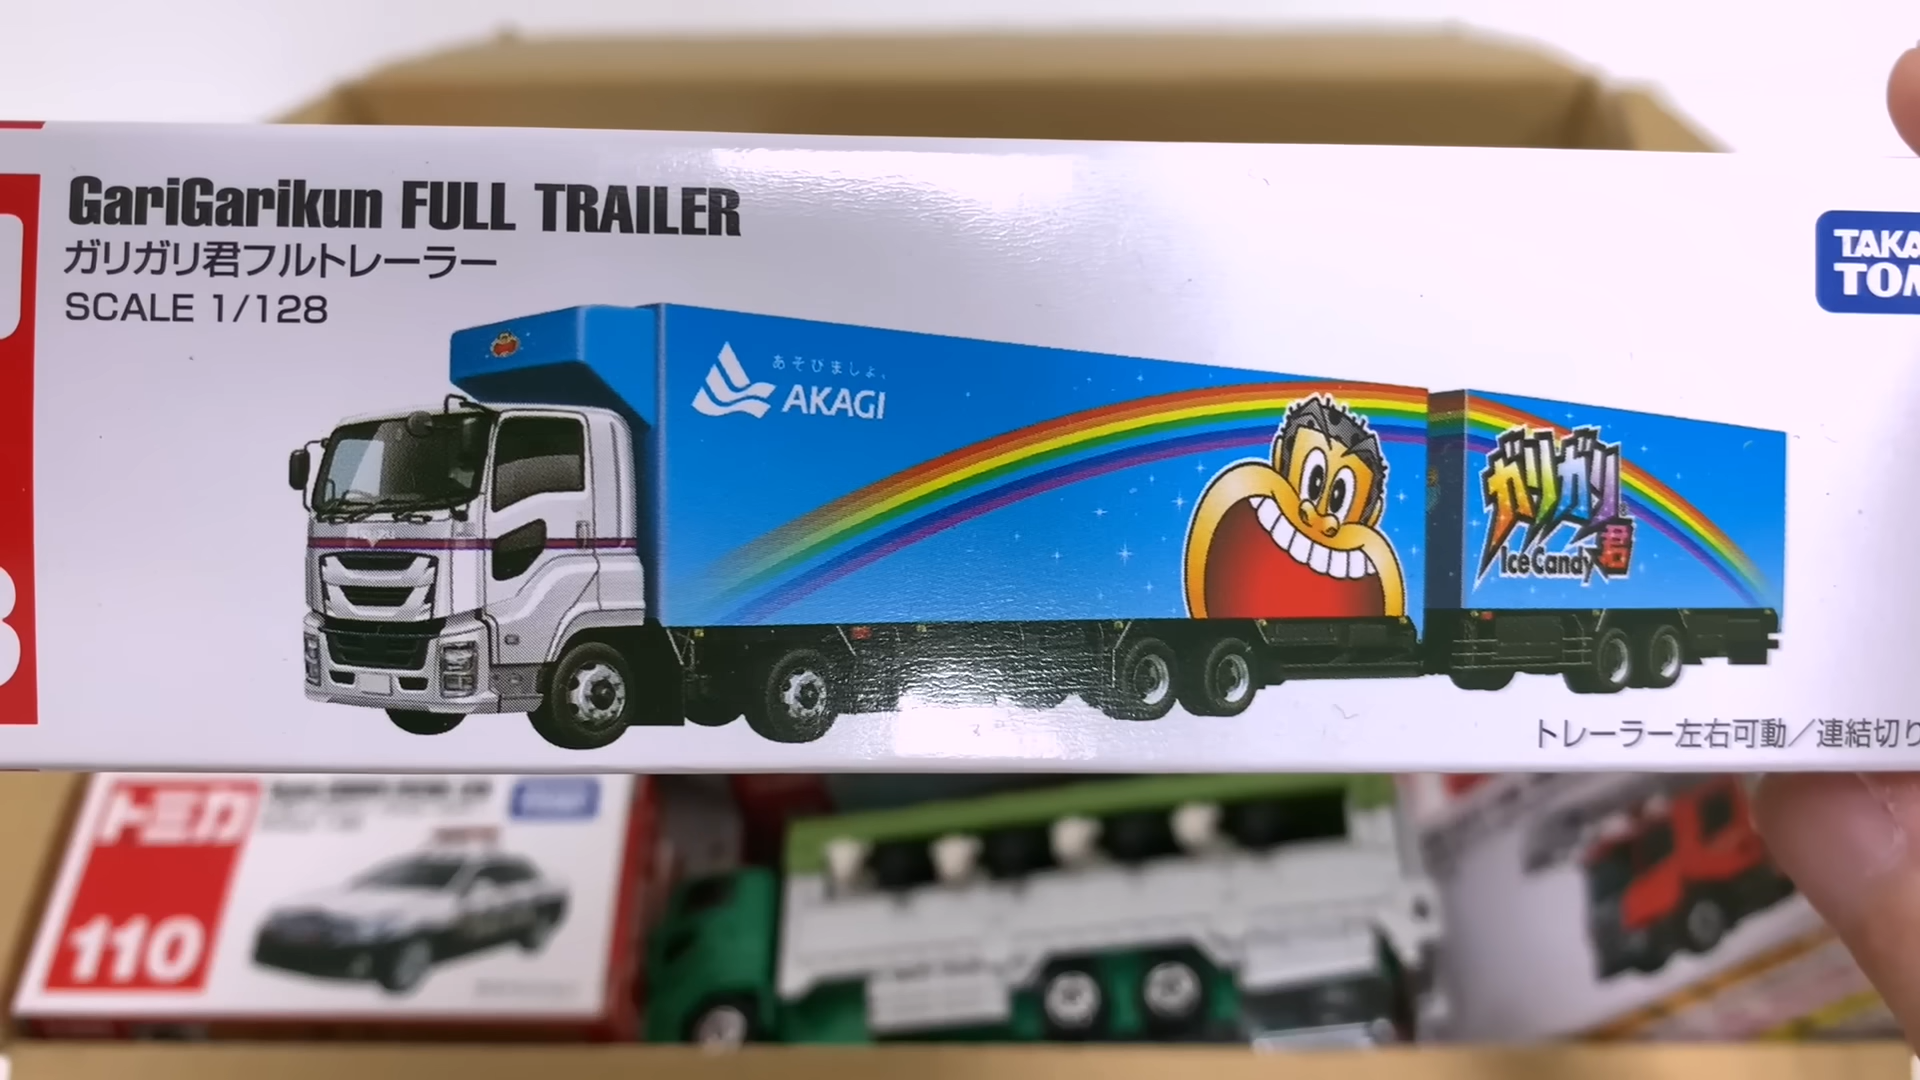 GariGarikun FULL TRAILER
ガリガリ君フルトレーラー
SCALE 1/128
TAKA
TOM
あそびましょ。
AKAGI
ガリガリ君
Ice Candy
トレーラー左右可動／連結切り
トミカ
110